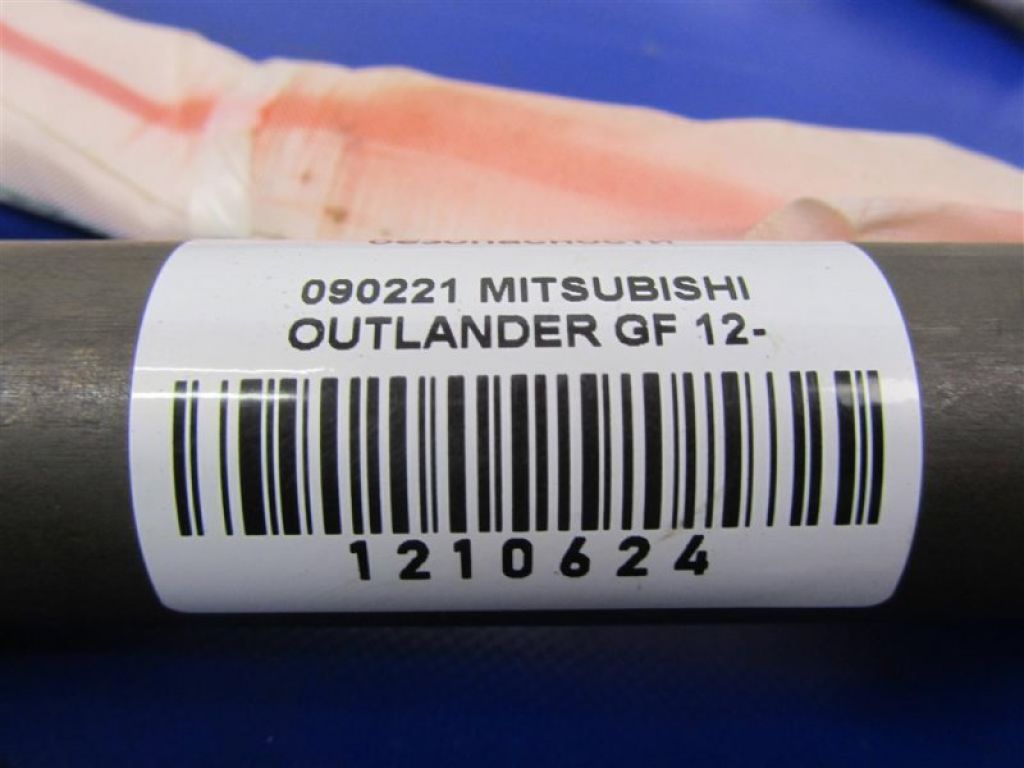 090221 MITSUBISHI
OUTLANDER GF 12-
1210624